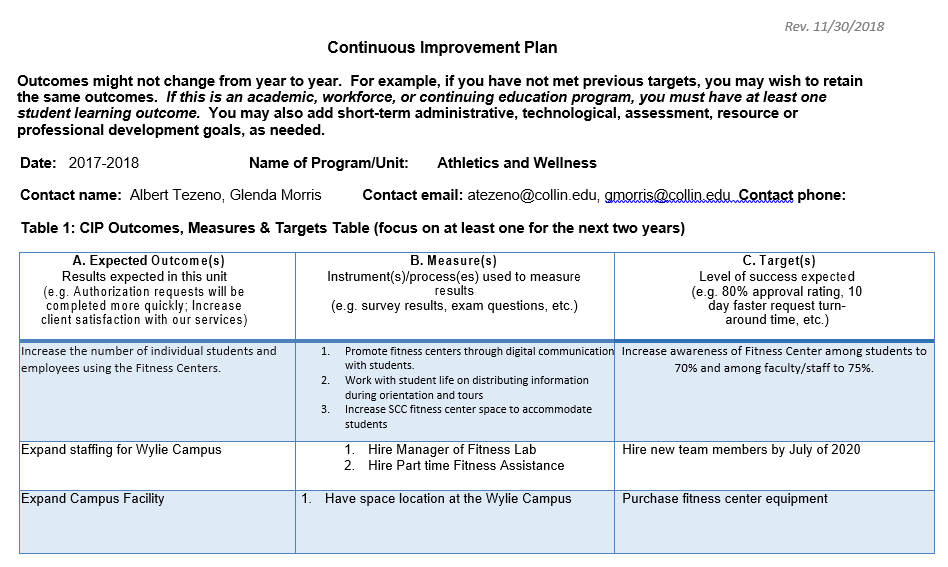 Rev. 11/30/2018
Continuous Improvement Plan
Outcomes might not change from year to year.  For example, if you have not met previous targets, you may wish to retain
the same outcomes.  If this is an academic, workforce, or continuing education program, you must have at least one
student learning outcome.  You may also add short-term administrative, technological, assessment, resource or
professional development goals, as needed.
Date:  2017-2018 Name of Program/Unit: Athletics and Wellness
Contact name:  Albert Tezeno, Glenda Morris Contact email: atezeno@collin.edu, gmorris@collin.edu  Contact phone:
Table 1: CIP Outcomes, Measures & Targets Table (focus on at least one for the next two years)
A. Expected Outcome(s)
Results expected in this unit
(e.g. Authorization requests will be
completed more quickly; Increase
client satisfaction with our services)
B. Measure(s)
Instrument(s)/process(es) used to measure
results
(e.g. survey results, exam questions, etc.)
C. Target(s)
Level of success expected
(e.g. 80% approval rating, 10
day faster request turn-
around time, etc.)
Increase the number of individual students and
employees using the Fitness Centers.
1. Promote fitness centers through digital communication
with students.
2. Work with student life on distributing information
during orientation and tours
3. Increase SCC fitness center space to accommodate
students
Increase awareness of Fitness Center among students to
70% and among faculty/staff to 75%.
Expand staffing for Wylie Campus
1. Hire Manager of Fitness Lab
2. Hire Part time Fitness Assistance
Hire new team members by July of 2020
Expand Campus Facility
1. Have space location at the Wylie Campus
Purchase fitness center equipment